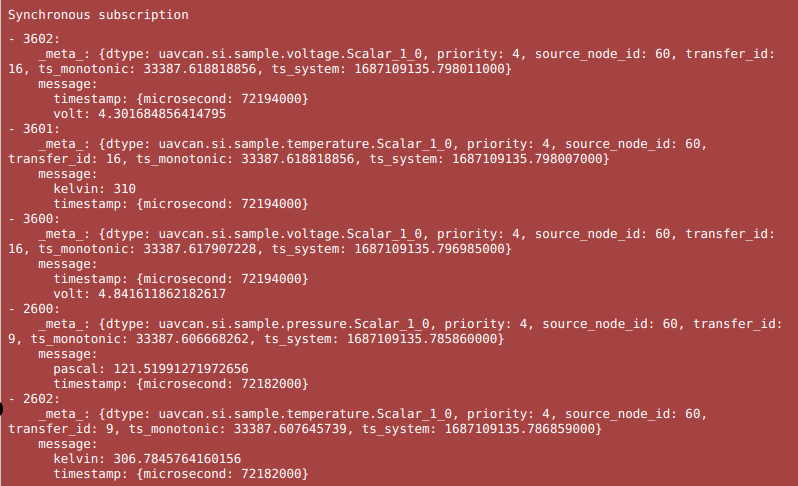 Synchronous subscription
- 3602:
_meta_: {dtype: uavcan.si.sample.voltage.Scalar_1_0, priority: 4, source_node_id: 60, transfer_id:
16, ts_monotonic: 33387.618818856, ts_system: 1687109135.798011000}
message:
timestamp: {microsecond: 72194000}
volt: 4.301684856414795
- 3601:
_meta_: {dtype: uavcan.si.sample.temperature.Scalar_1_0, priority: 4, source_node_id: 60,
transfer_id: 16, ts_monotonic: 33387.618818856, ts_system: 1687109135.798007000}
message:
kelvin: 310
timestamp: {microsecond: 72194000}
- 3600:
_meta_: {dtype: uavcan.si.sample.voltage.Scalar_1_0, priority: 4, source_node_id: 60, transfer_id:
16, ts_monotonic: 33387.617907228, ts_system: 1687109135.796985000}
message:
timestamp: {microsecond: 72194000}
volt: 4.841611862182617
- 2600:
_meta_: {dtype: uavcan.si.sample.pressure.Scalar_1_0, priority: 4, source_node_id: 60, transfer_id:
9, ts_monotonic: 33387.606668262, ts_system: 1687109135.785860000}
message:
pascal: 121.51991271972656
timestamp: {microsecond: 72182000}
- 2602:
_meta_: {dtype: uavcan.si.sample.temperature.Scalar_1_0, priority: 4, source_node_id: 60,
transfer_id: 9, ts_monotonic: 33387.607645739, ts_system: 1687109135.786859000}
message:
kelvin: 306.7845764160156
timestamp: {microsecond: 72182000}